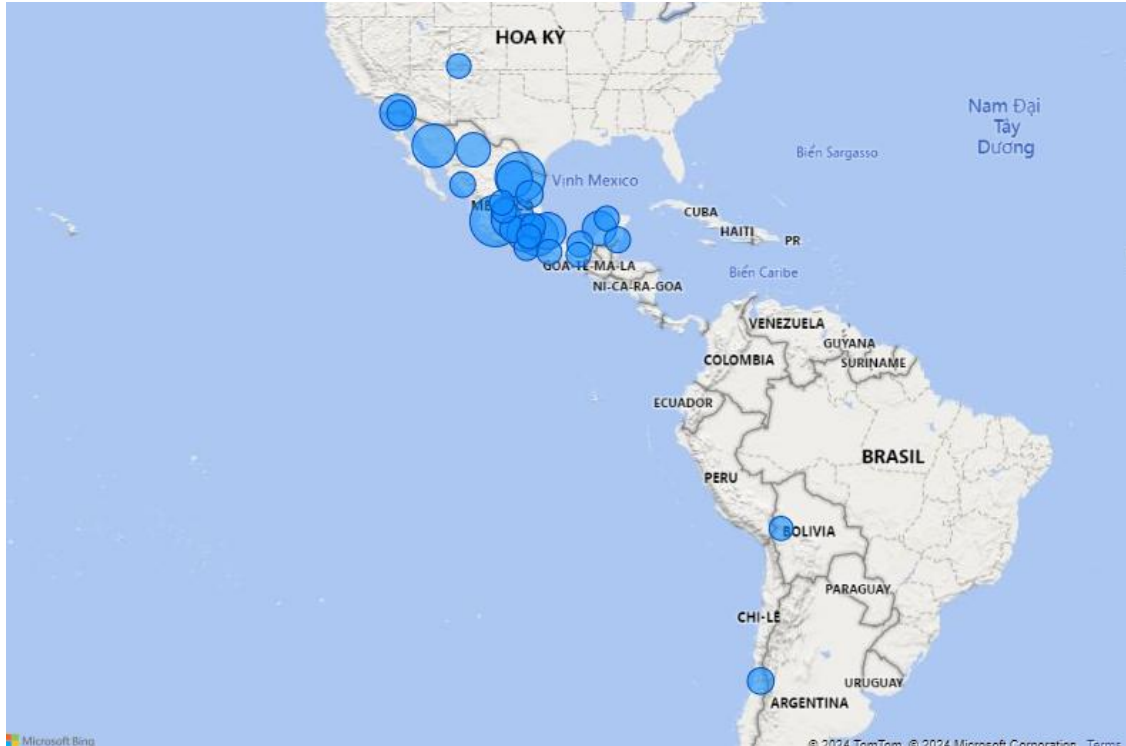 HOA KỲ
Nam Đại
Tây
Dương
Biển Sargasso
Vịnh Mexico
CUBA
HAITI
PR
GOA-TÊ-MA-LA
Biển Caribe
NI-CA-RA-GOA
VENEZUELA
GUYANA
COLOMBIA
SURINAME
ECUADOR
BRASIL
PERU
BOLIVIA
PARAGUAY
CHI-LÊ
URUGUAY
ARGENTINA
Microsoft Bing
© 2024 TomTom, © 2024 Microsoft Corporation Terms